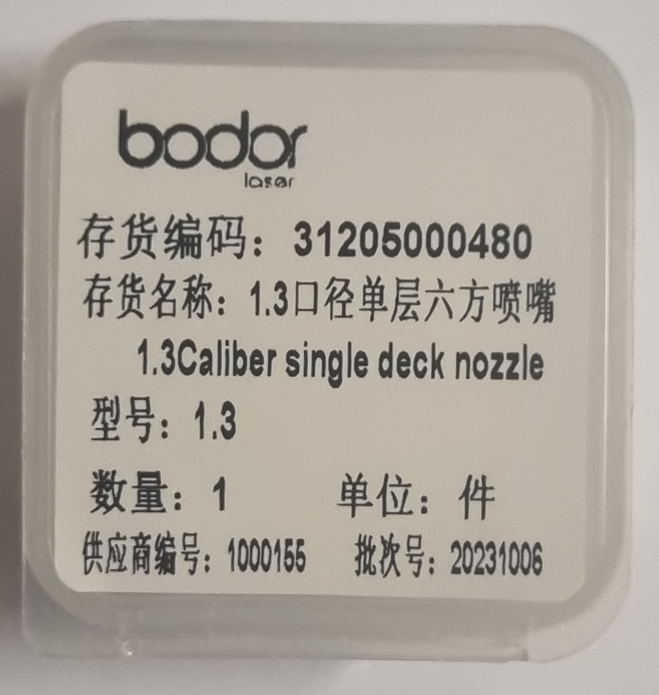 bodor
laser
存货编码：31205000480
存货名称：1.3口径单层六方喷嘴
1.3Caliber single deck nozzle
型号：1.3
数量：1 单位：件
供应商编号：1000155 批次号：20231006